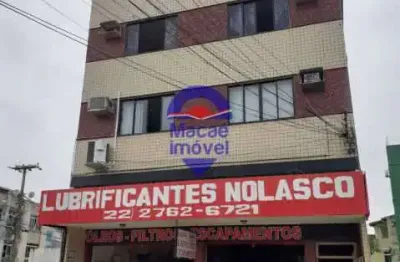 Macaé
imóvel
LUBRIFICANTES NOLASCO
(22) 2762-6721
ÓLEOS - FILTROS - ESCAPAMENTOS